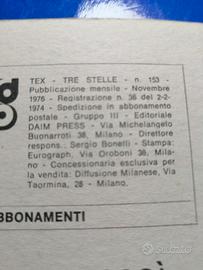 TEX - TRE STELLE - n. 153 -
Pubblicazione mensile - Novembre
1976 - Registrazione n. 36 del 2-2-
1974 - Spedizione in abbonamento
postale - Gruppo III - Editoriale
DAIM PRESS - Via Michelangelo
Buonarroti, 38 - Milano - Direttore
respons.: Sergio Bonelli - Stampa:
Eurograph, Via Oroboni 38, Mila-
no - Concessionaria esclusiva per
la vendita: Diffusione Milanese, Via
Taormina, 28 - Milano.
BBONAMENTI
subito